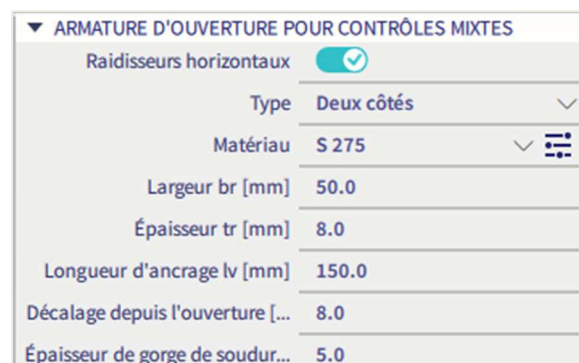 ARMATURE D'OUVERTURE POUR CONTRÔLES MIXTES
Raidisseurs horizontaux
Type Deux côtés
Matériau S 275
Largeur br [mm] 50.0
Épaisseur tr [mm] 8.0
Longueur d'ancrage lv [mm] 150.0
Décalage depuis l'ouverture [... 8.0
Épaisseur de gorge de soudur... 5.0